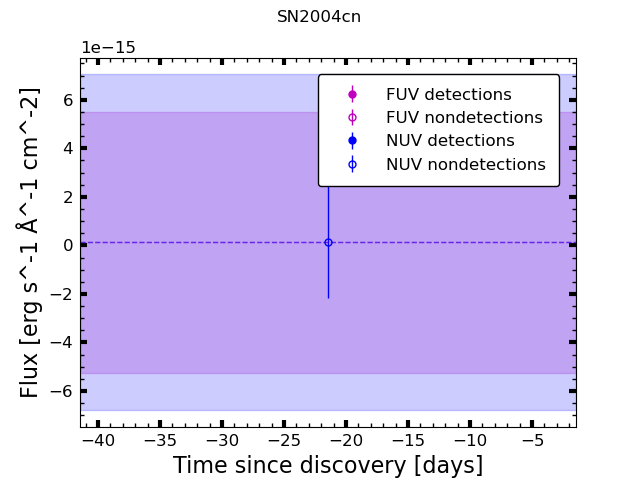 SN2004cn
1e−15
6
4
2
0
−2
−4
−6
Flux [erg s^-1 Å^-1 cm^-2]
FUV detections
FUV nondetections
NUV detections
NUV nondetections
−40 −35 −30 −25 −20 −15 −10 −5
Time since discovery [days]